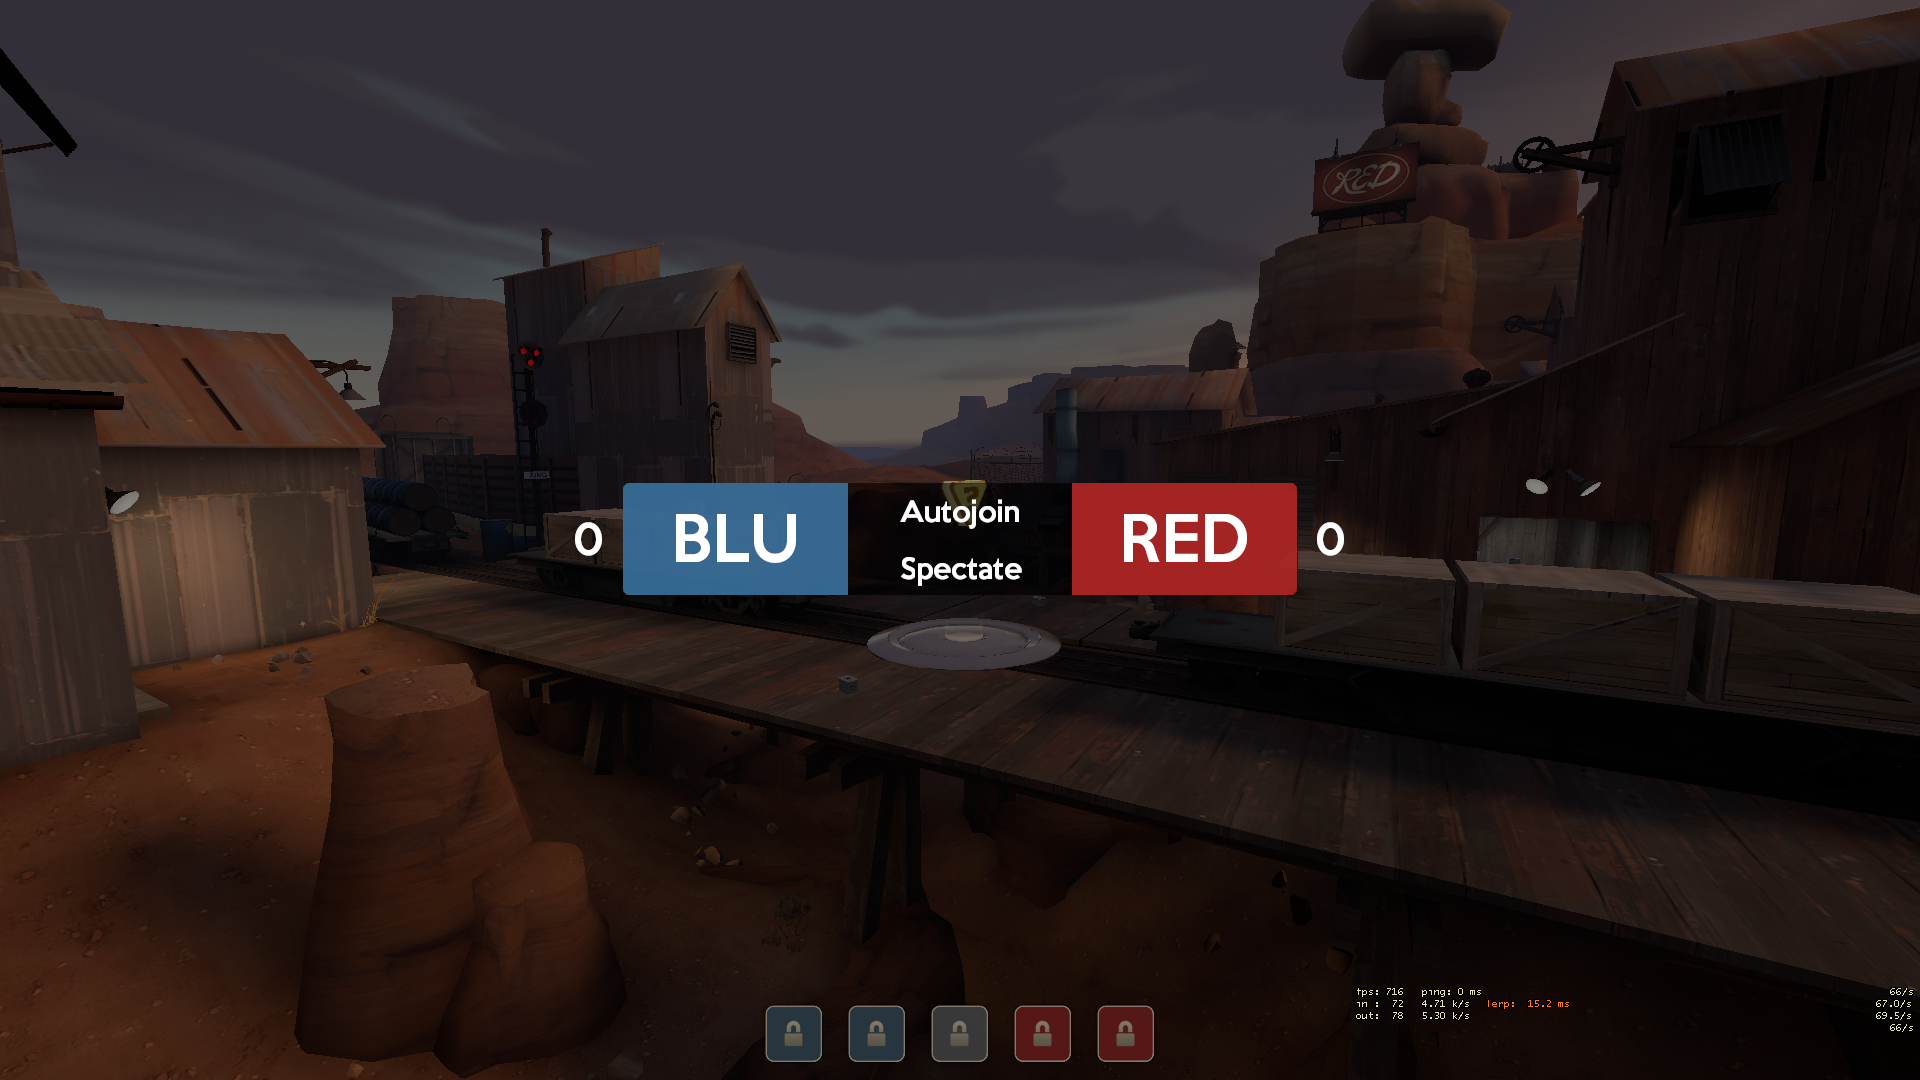 RED
0
BLU
Autojoin
Spectate
RED
0
fps: 716 ping: 0 ms
in : 72 4.71 k/s lerp: 15.2 ms
out: 78 5.30 k/s
66/s
67.0/s
69.5/s
66/s